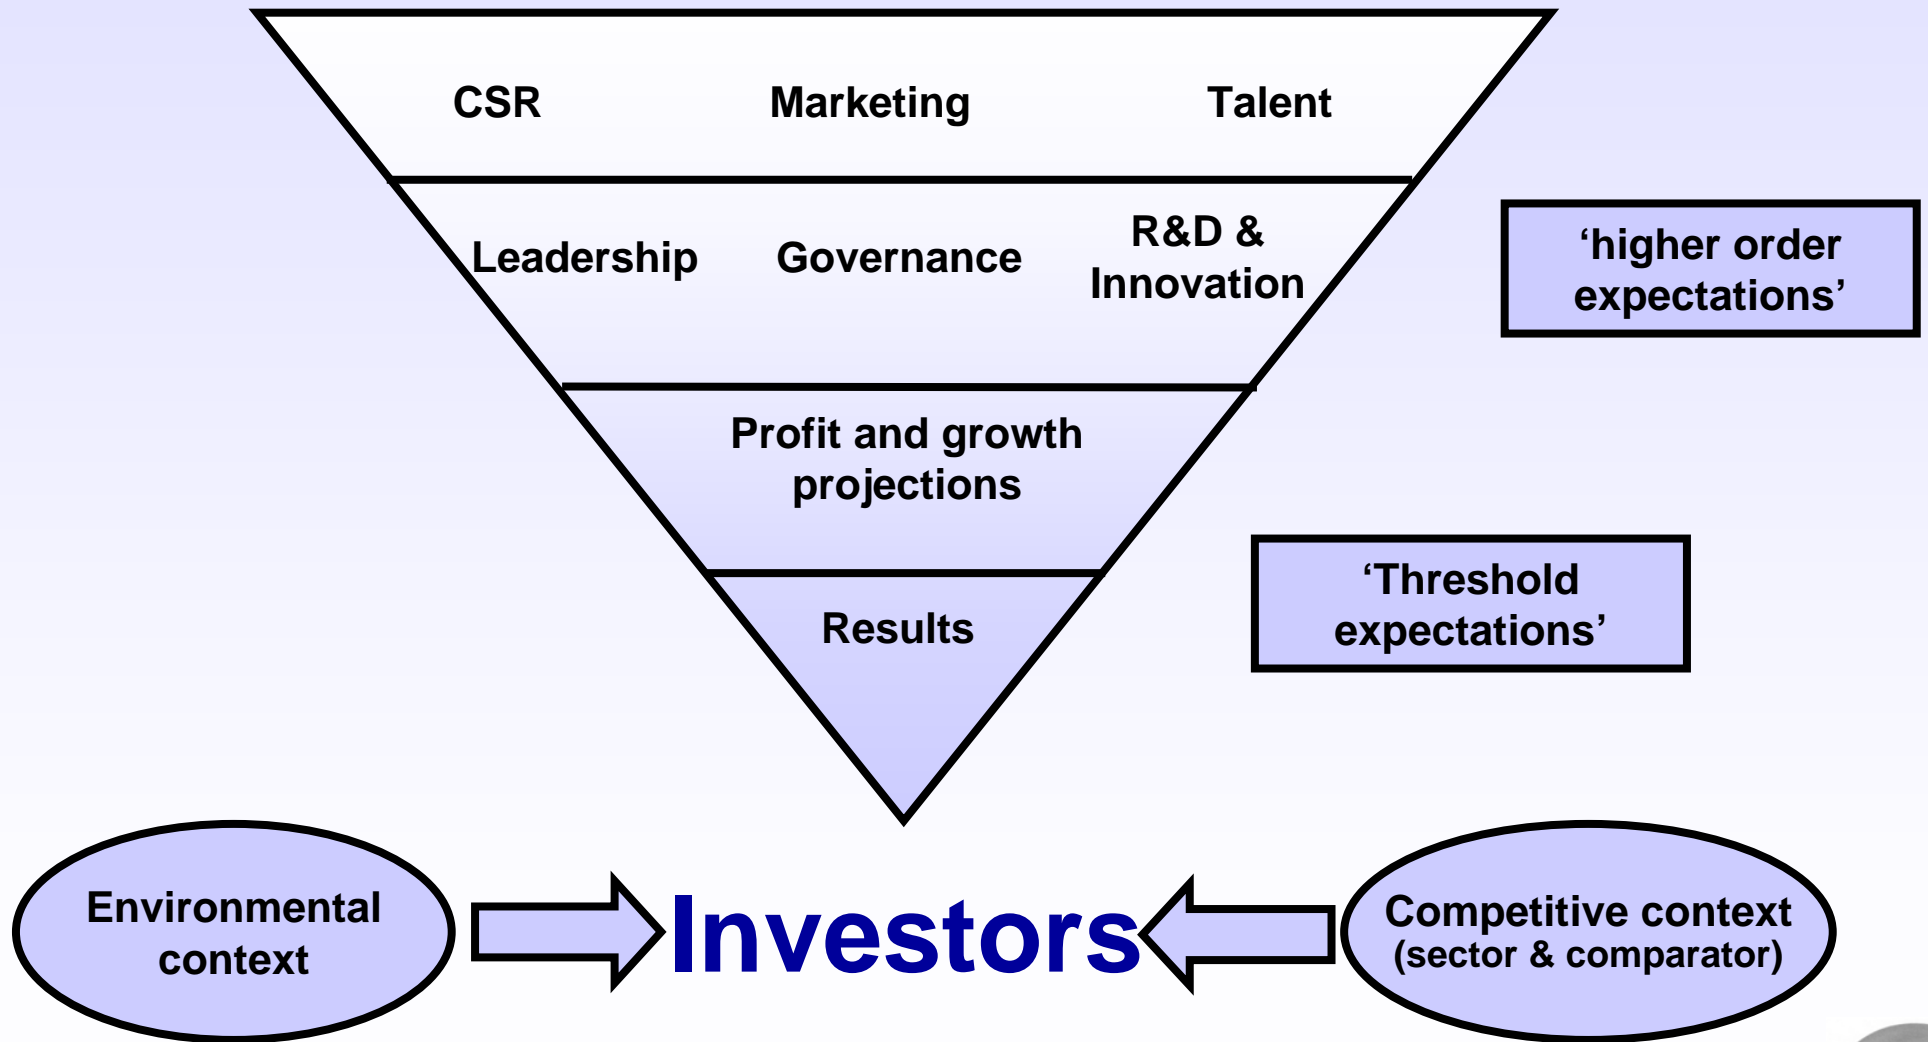 CSR Marketing Talent
Leadership Governance R&D &
Innovation
‘higher order
expectations’
Profit and growth
projections
‘Threshold
expectations’
Results
Environmental
context
Investors
Competitive context
(sector & comparator)